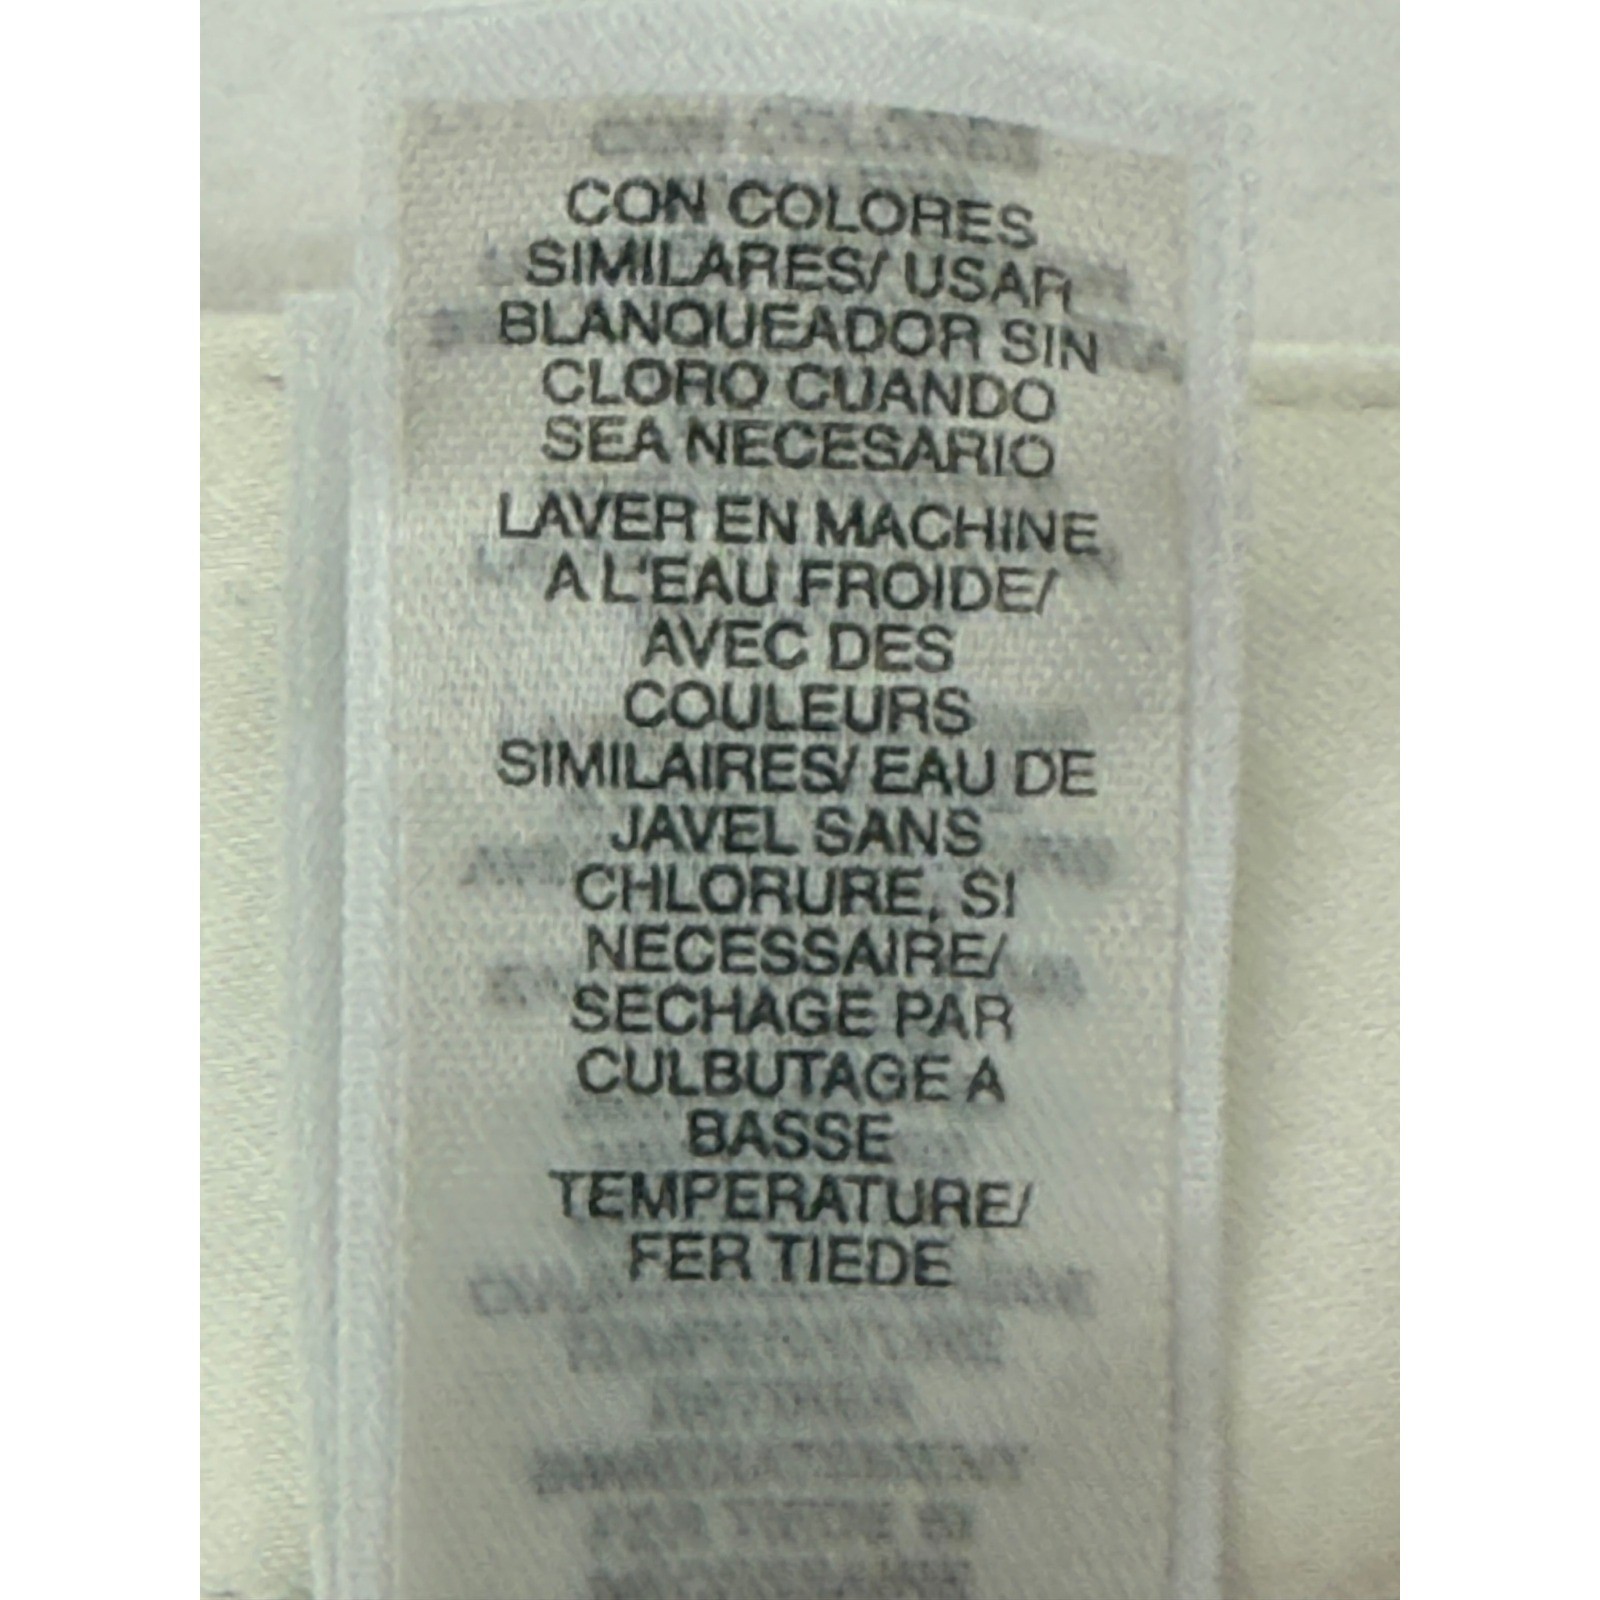 CON COLORES
SIMILARES/ USAR
BLANQUEADOR SIN
CLORO CUANDO
SEA NECESARIO
LAVER EN MACHINE
A L'EAU FROIDE/
AVEC DES
COULEURS
SIMILAIRES/ EAU DE
JAVEL SANS
CHLORURE, SI
NECESSAIRE/
SECHAGE PAR
CULBUTAGE A
BASSE
TEMPERATURE/
FER TIEDE